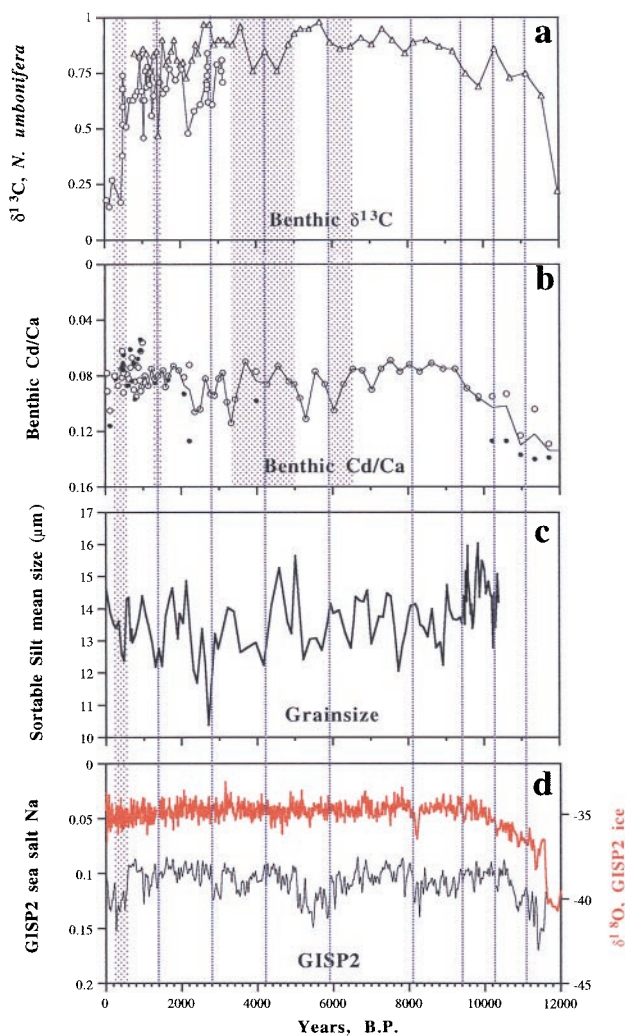 a
1
0.75
0.5
0.25
0
δ13C, N. umbonifera
Benthic δ13C
b
0
0.04
0.08
0.12
0.16
Benthic Cd/Ca
Benthic Cd/Ca
c
17
16
15
14
13
12
11
10
Sortable Silt mean size (μm)
Grainsize
d
0
0.05
0.1
0.15
0.2
GISP2 sea salt Na
-35
-40
-45
δ18O, GISP2 ice
GISP2
0 2000 4000 6000 8000 10000 12000
Years, B.P.